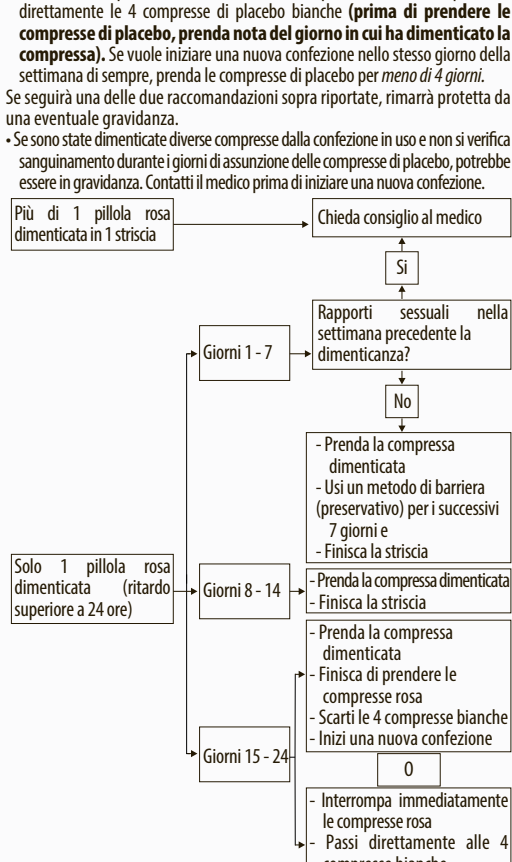 direttamente le 4 compresse di placebo bianche (prima di prendere le
compresse di placebo, prenda nota del giorno in cui ha dimenticato la
compressa). Se vuole iniziare una nuova confezione nello stesso giorno della
settimana di sempre, prenda le compresse di placebo per meno di 4 giorni.
Se seguirà una delle due raccomandazioni sopra riportate, rimarrà protetta da
una eventuale gravidanza.
• Se sono state dimenticate diverse compresse dalla confezione in uso e non si verifica
sanguinamento durante i giorni di assunzione delle compresse di placebo, potrebbe
essere in gravidanza. Contatti il medico prima di iniziare una nuova confezione.
Più di 1 pillola rosa
dimenticata in 1 striscia
Chieda consiglio al medico
Si
Rapporti sessuali nella
settimana precedente la
dimenticanza?
Giorni 1 - 7
No
- Prenda la compressa
dimenticata
- Usi un metodo di barriera
(preservativo) per i successivi
7 giorni e
- Finisca la striscia
Solo 1 pillola rosa
dimenticata (ritardo
superiore a 24 ore)
Giorni 8 - 14
- Prenda la compressa dimenticata
- Finisca la striscia
- Prenda la compressa
dimenticata
- Finisca di prendere le
compresse rosa
- Scarti le 4 compresse bianche
- Inizi una nuova confezione
Giorni 15 - 24
O
- Interrompa immediatamente
le compresse rosa
- Passi direttamente alle 4
compresse bianche